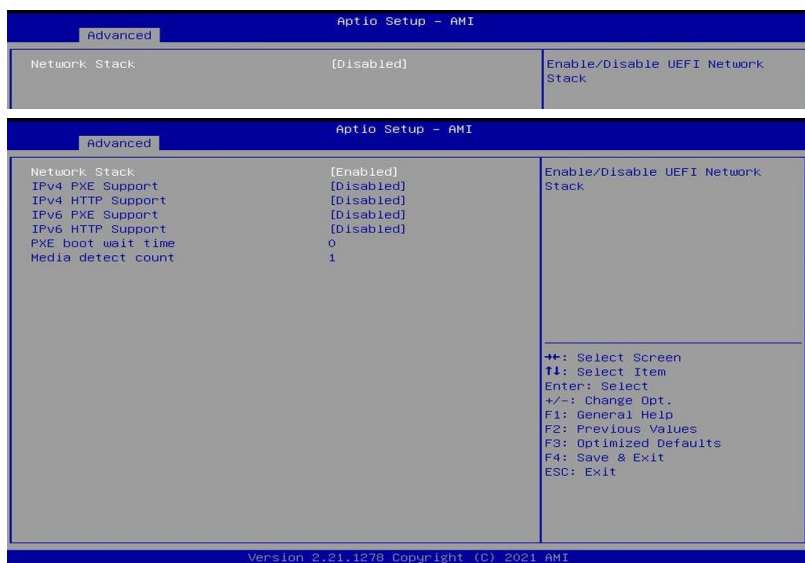 Aptio Setup – AMI
Advanced
Network Stack [Disabled] Enable/Disable UEFI Network
Stack
Aptio Setup – AMI
Advanced
Network Stack [Enabled] Enable/Disable UEFI Network
IPv4 PXE Support [Disabled] Stack
IPv4 HTTP Support [Disabled]
IPv6 PXE Support [Disabled]
IPv6 HTTP Support [Disabled]
PXE boot wait time 0
Media detect count 1
→←: Select Screen
↑↓: Select Item
Enter: Select
+/-: Change Opt.
F1: General Help
F2: Previous Values
F3: Optimized Defaults
F4: Save & Exit
ESC: Exit
Version 2.21.1278 Copyright (C) 2021 AMI